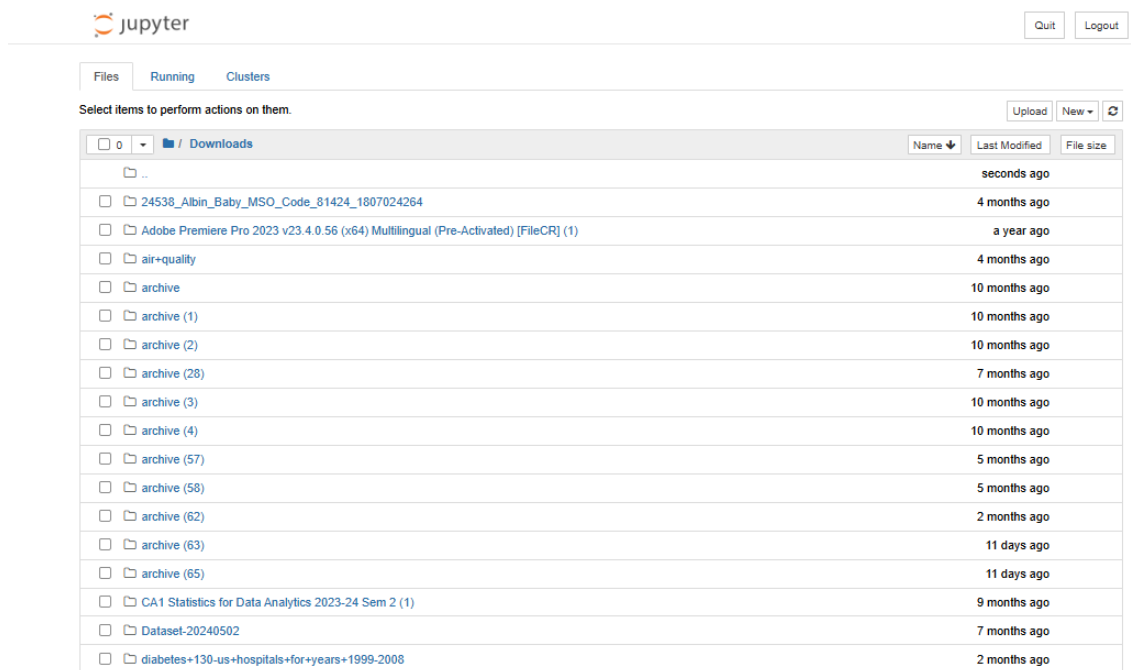 jupyter Quit Logout
Files Running Clusters
Select items to perform actions on them. Upload New
0 / Downloads Name Last Modified File size
.. seconds ago
24538_Albin_Baby_MSO_Code_81424_1807024264 4 months ago
Adobe Premiere Pro 2023 v23.4.0.56 (x64) Multilingual (Pre-Activated) [FileCR] (1) a year ago
air+quality 4 months ago
archive 10 months ago
archive (1) 10 months ago
archive (2) 10 months ago
archive (28) 7 months ago
archive (3) 10 months ago
archive (4) 10 months ago
archive (57) 5 months ago
archive (58) 5 months ago
archive (62) 2 months ago
archive (63) 11 days ago
archive (65) 11 days ago
CA1 Statistics for Data Analytics 2023-24 Sem 2 (1) 9 months ago
Dataset-20240502 7 months ago
diabetes+130-us+hospitals+for+years+1999-2008 2 months ago